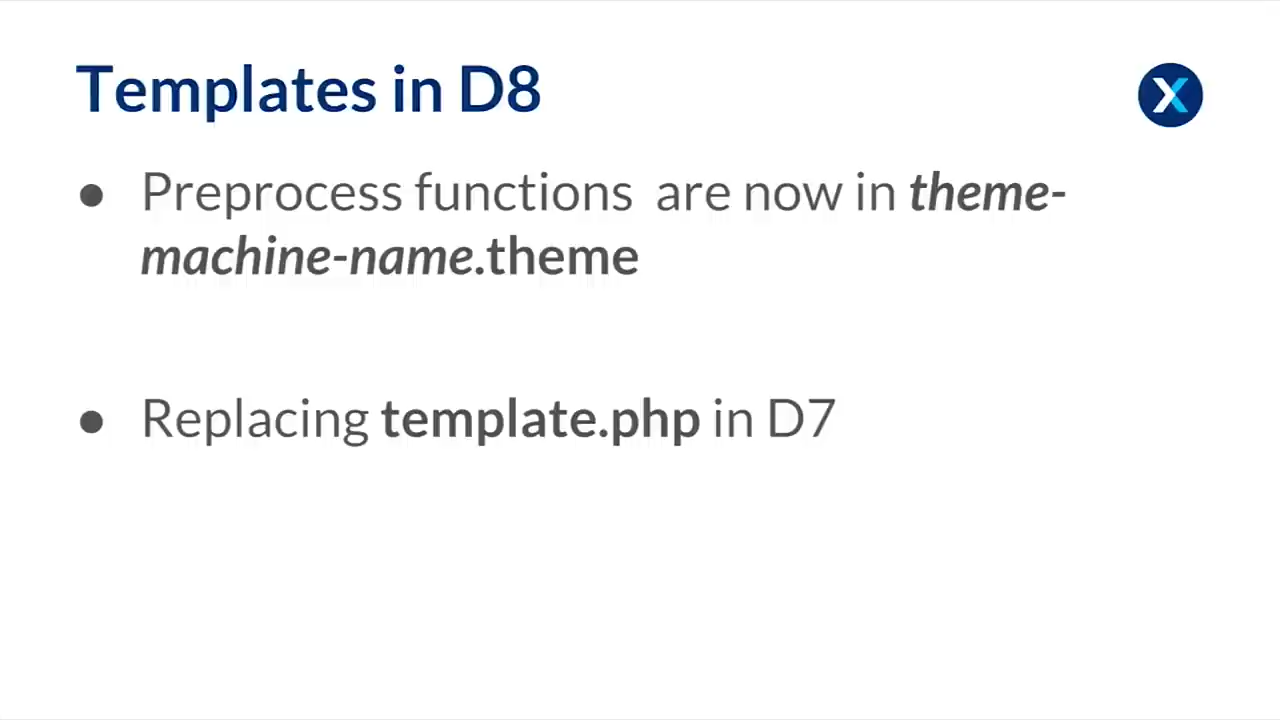 Templates in D8
● Preprocess functions are now in theme-
machine-name.theme
● Replacing template.php in D7